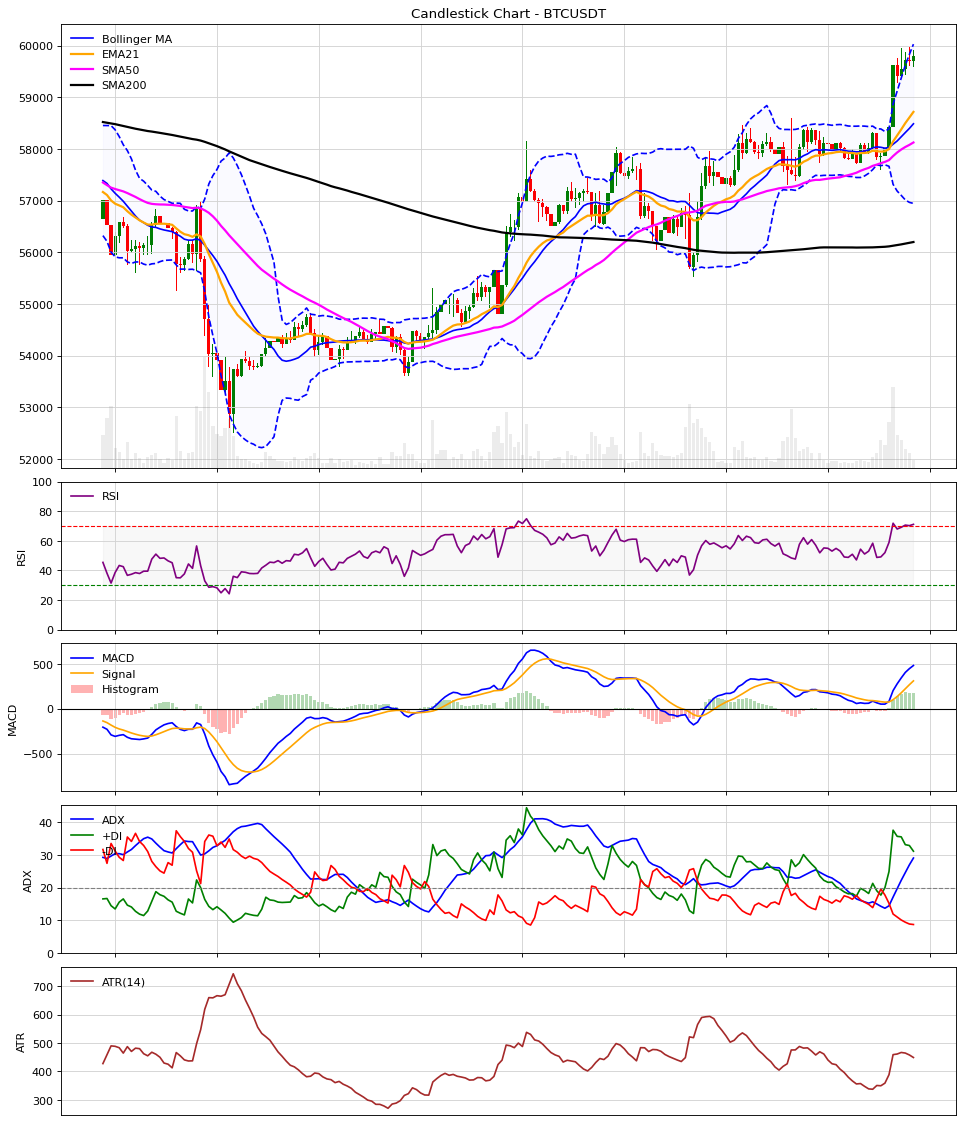 Candlestick Chart - BTCUSDT
Bollinger MA
EMA21
SMA50
SMA200
60000
59000
58000
57000
56000
55000
54000
53000
52000
RSI
100
80
60
40
20
0
RSI
MACD
Signal
Histogram
500
0
−500
MACD
ADX
+DI
-DI
40
30
20
10
0
ADX
ATR(14)
700
600
500
400
300
ATR